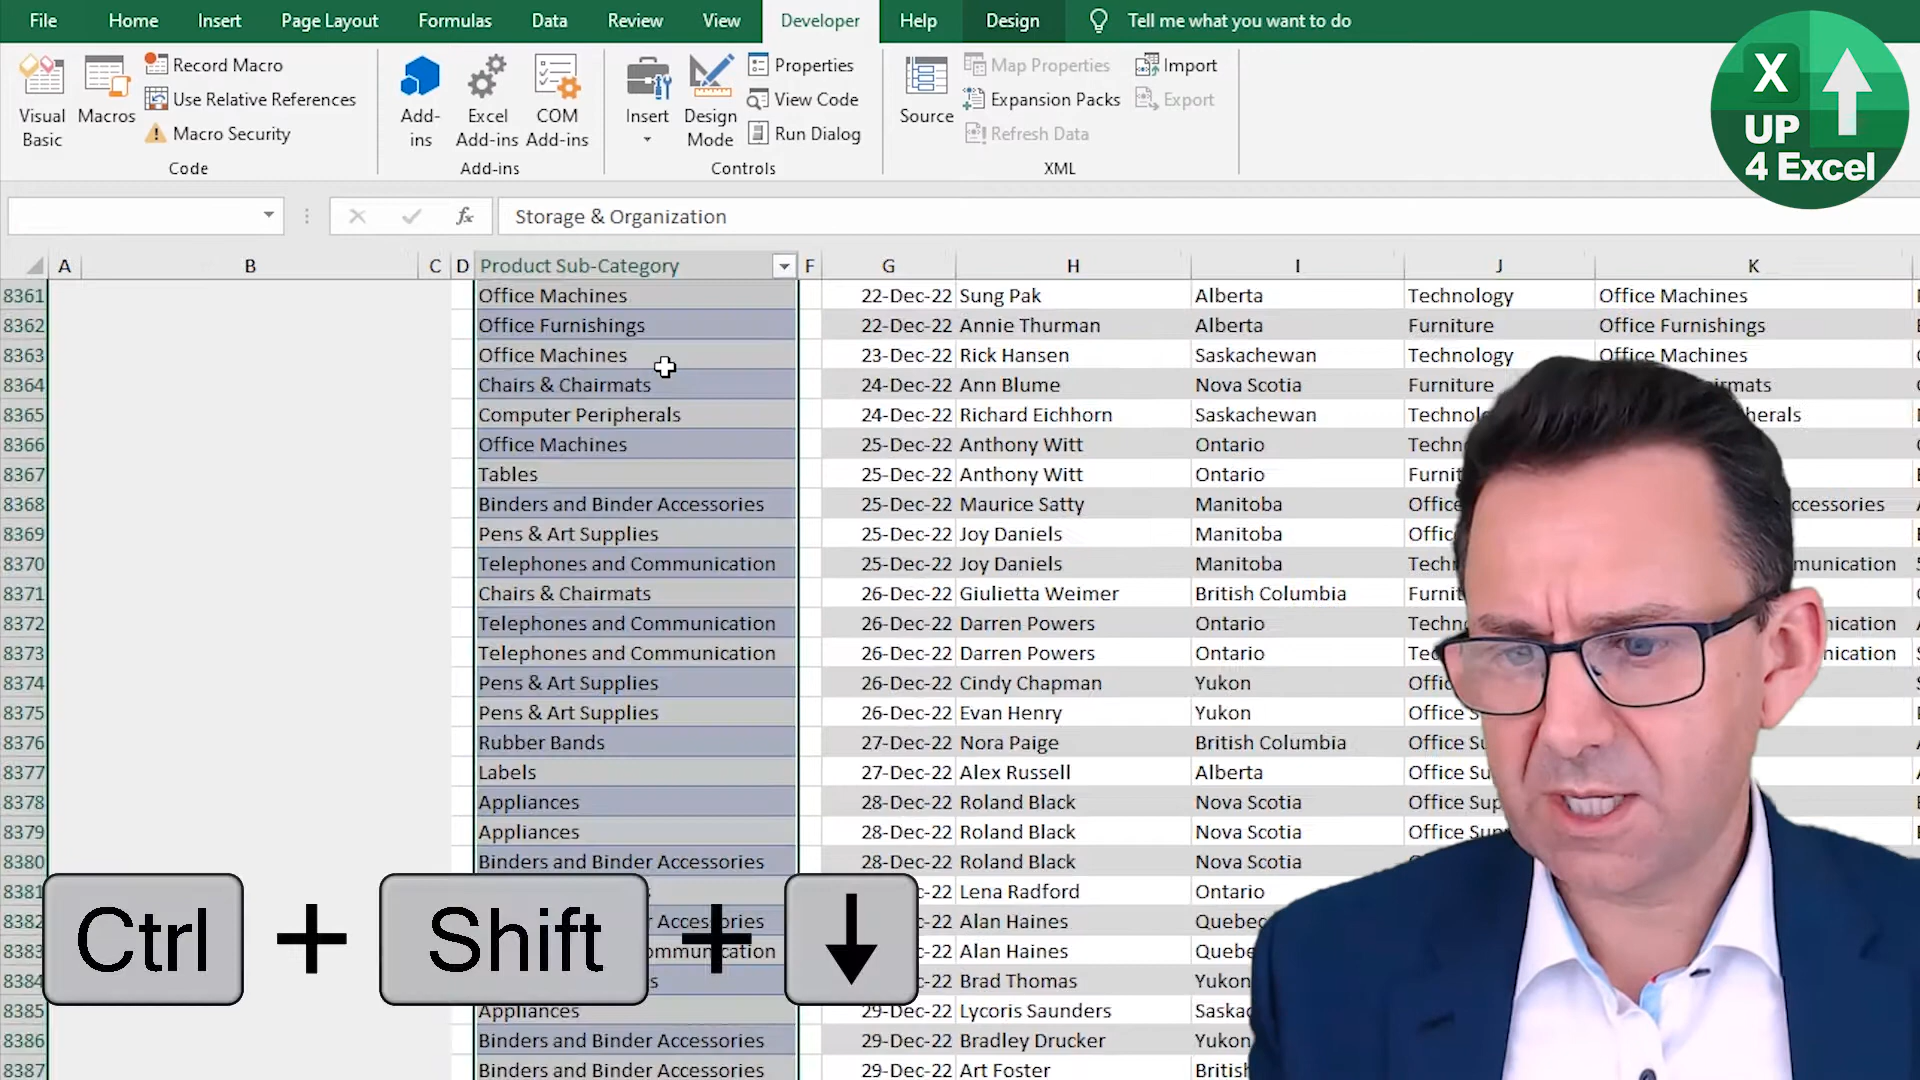 File Home Insert Page Layout Formulas Data Review View Developer Help Design Tell me what you want to do
Visual Basic
Macros
Record Macro
Use Relative References
Macro Security
Code
Add-ins
Excel Add-ins
COM Add-ins
Add-ins
Insert
Design Mode
Properties
View Code
Run Dialog
Controls
Source
Map Properties
Expansion Packs
Refresh Data
Import
Export
XML
X
UP
4 Excel
fx Storage & Organization
A B C D Product Sub-Category F G H I J K
8361 Office Machines 22-Dec-22 Sung Pak Alberta Technology Office Machines
8362 Office Furnishings 22-Dec-22 Annie Thurman Alberta Furniture Office Furnishings
8363 Office Machines 23-Dec-22 Rick Hansen Saskachewan Technology Office Machines
8364 Chairs & Chairmats 24-Dec-22 Ann Blume Nova Scotia Furniture
8365 Computer Peripherals 24-Dec-22 Richard Eichhorn Saskachewan
8366 Office Machines 25-Dec-22 Anthony Witt Ontario
8367 Tables 25-Dec-22 Anthony Witt Ontario
8368 Binders and Binder Accessories 25-Dec-22 Maurice Satty Manitoba
8369 Pens & Art Supplies 25-Dec-22 Joy Daniels Manitoba
8370 Telephones and Communication 25-Dec-22 Joy Daniels Manitoba
8371 Chairs & Chairmats 26-Dec-22 Giulietta Weimer British Columbia
8372 Telephones and Communication 26-Dec-22 Darren Powers Ontario
8373 Telephones and Communication 26-Dec-22 Darren Powers Ontario
8374 Pens & Art Supplies 26-Dec-22 Cindy Chapman Yukon
8375 Pens & Art Supplies 26-Dec-22 Evan Henry Yukon Office
8376 Rubber Bands 27-Dec-22 Nora Paige British Columbia Office
8377 Labels 27-Dec-22 Alex Russell Alberta Office
8378 Appliances 28-Dec-22 Roland Black Nova Scotia Office
8379 Appliances 28-Dec-22 Roland Black Nova Scotia Office
8380 Binders and Binder Accessories 28-Dec-22 Roland Black Nova Scotia
8381 Lena Radford Ontario
8382 Alan Haines
8383 Alan Haines
8384 Brad Thomas Yukon
8385 Appliances 29-Dec-22 Lycoris Saunders
8386 Binders and Binder Accessories 29-Dec-22 Bradley Drucker Yukon
8387 Binders and Binder Accessories 29-Dec-22 Art Foster
Ctrl + Shift + ↓